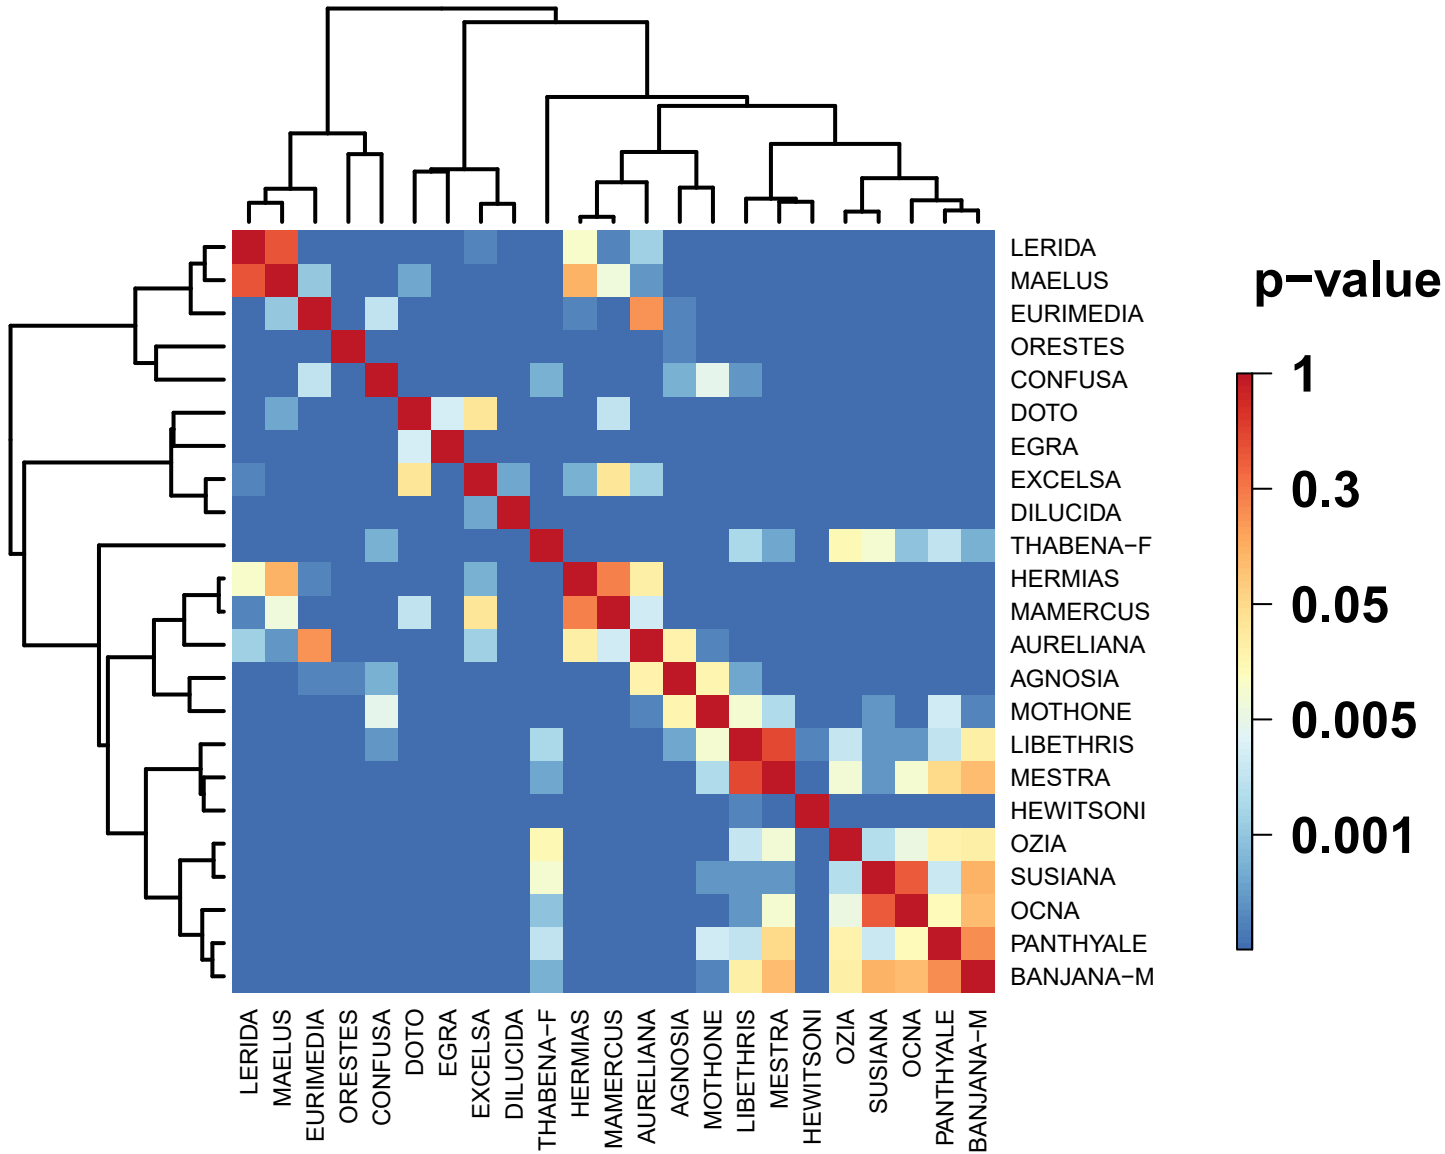 LERIDA
MAELUS
EURIMEDIA
ORESTES
CONFUSA
DOTO
EGRA
EXCELSA
DILUCIDA
THABENA−F
HERMIAS
MAMERCUS
AURELIANA
AGNOSIA
MOTHONE
LIBETHRIS
MESTRA
HEWITSONI
OZIA
SUSIANA
OCNA
PANTHYALE
BANJANA−M
p−value
1
0.3
0.05
0.005
0.001
LERIDA
MAELUS
EURIMEDIA
ORESTES
CONFUSA
DOTO
EGRA
EXCELSA
DILUCIDA
THABENA−F
HERMIAS
MAMERCUS
AURELIANA
AGNOSIA
MOTHONE
LIBETHRIS
MESTRA
HEWITSONI
OZIA
SUSIANA
OCNA
PANTHYALE
BANJANA−M